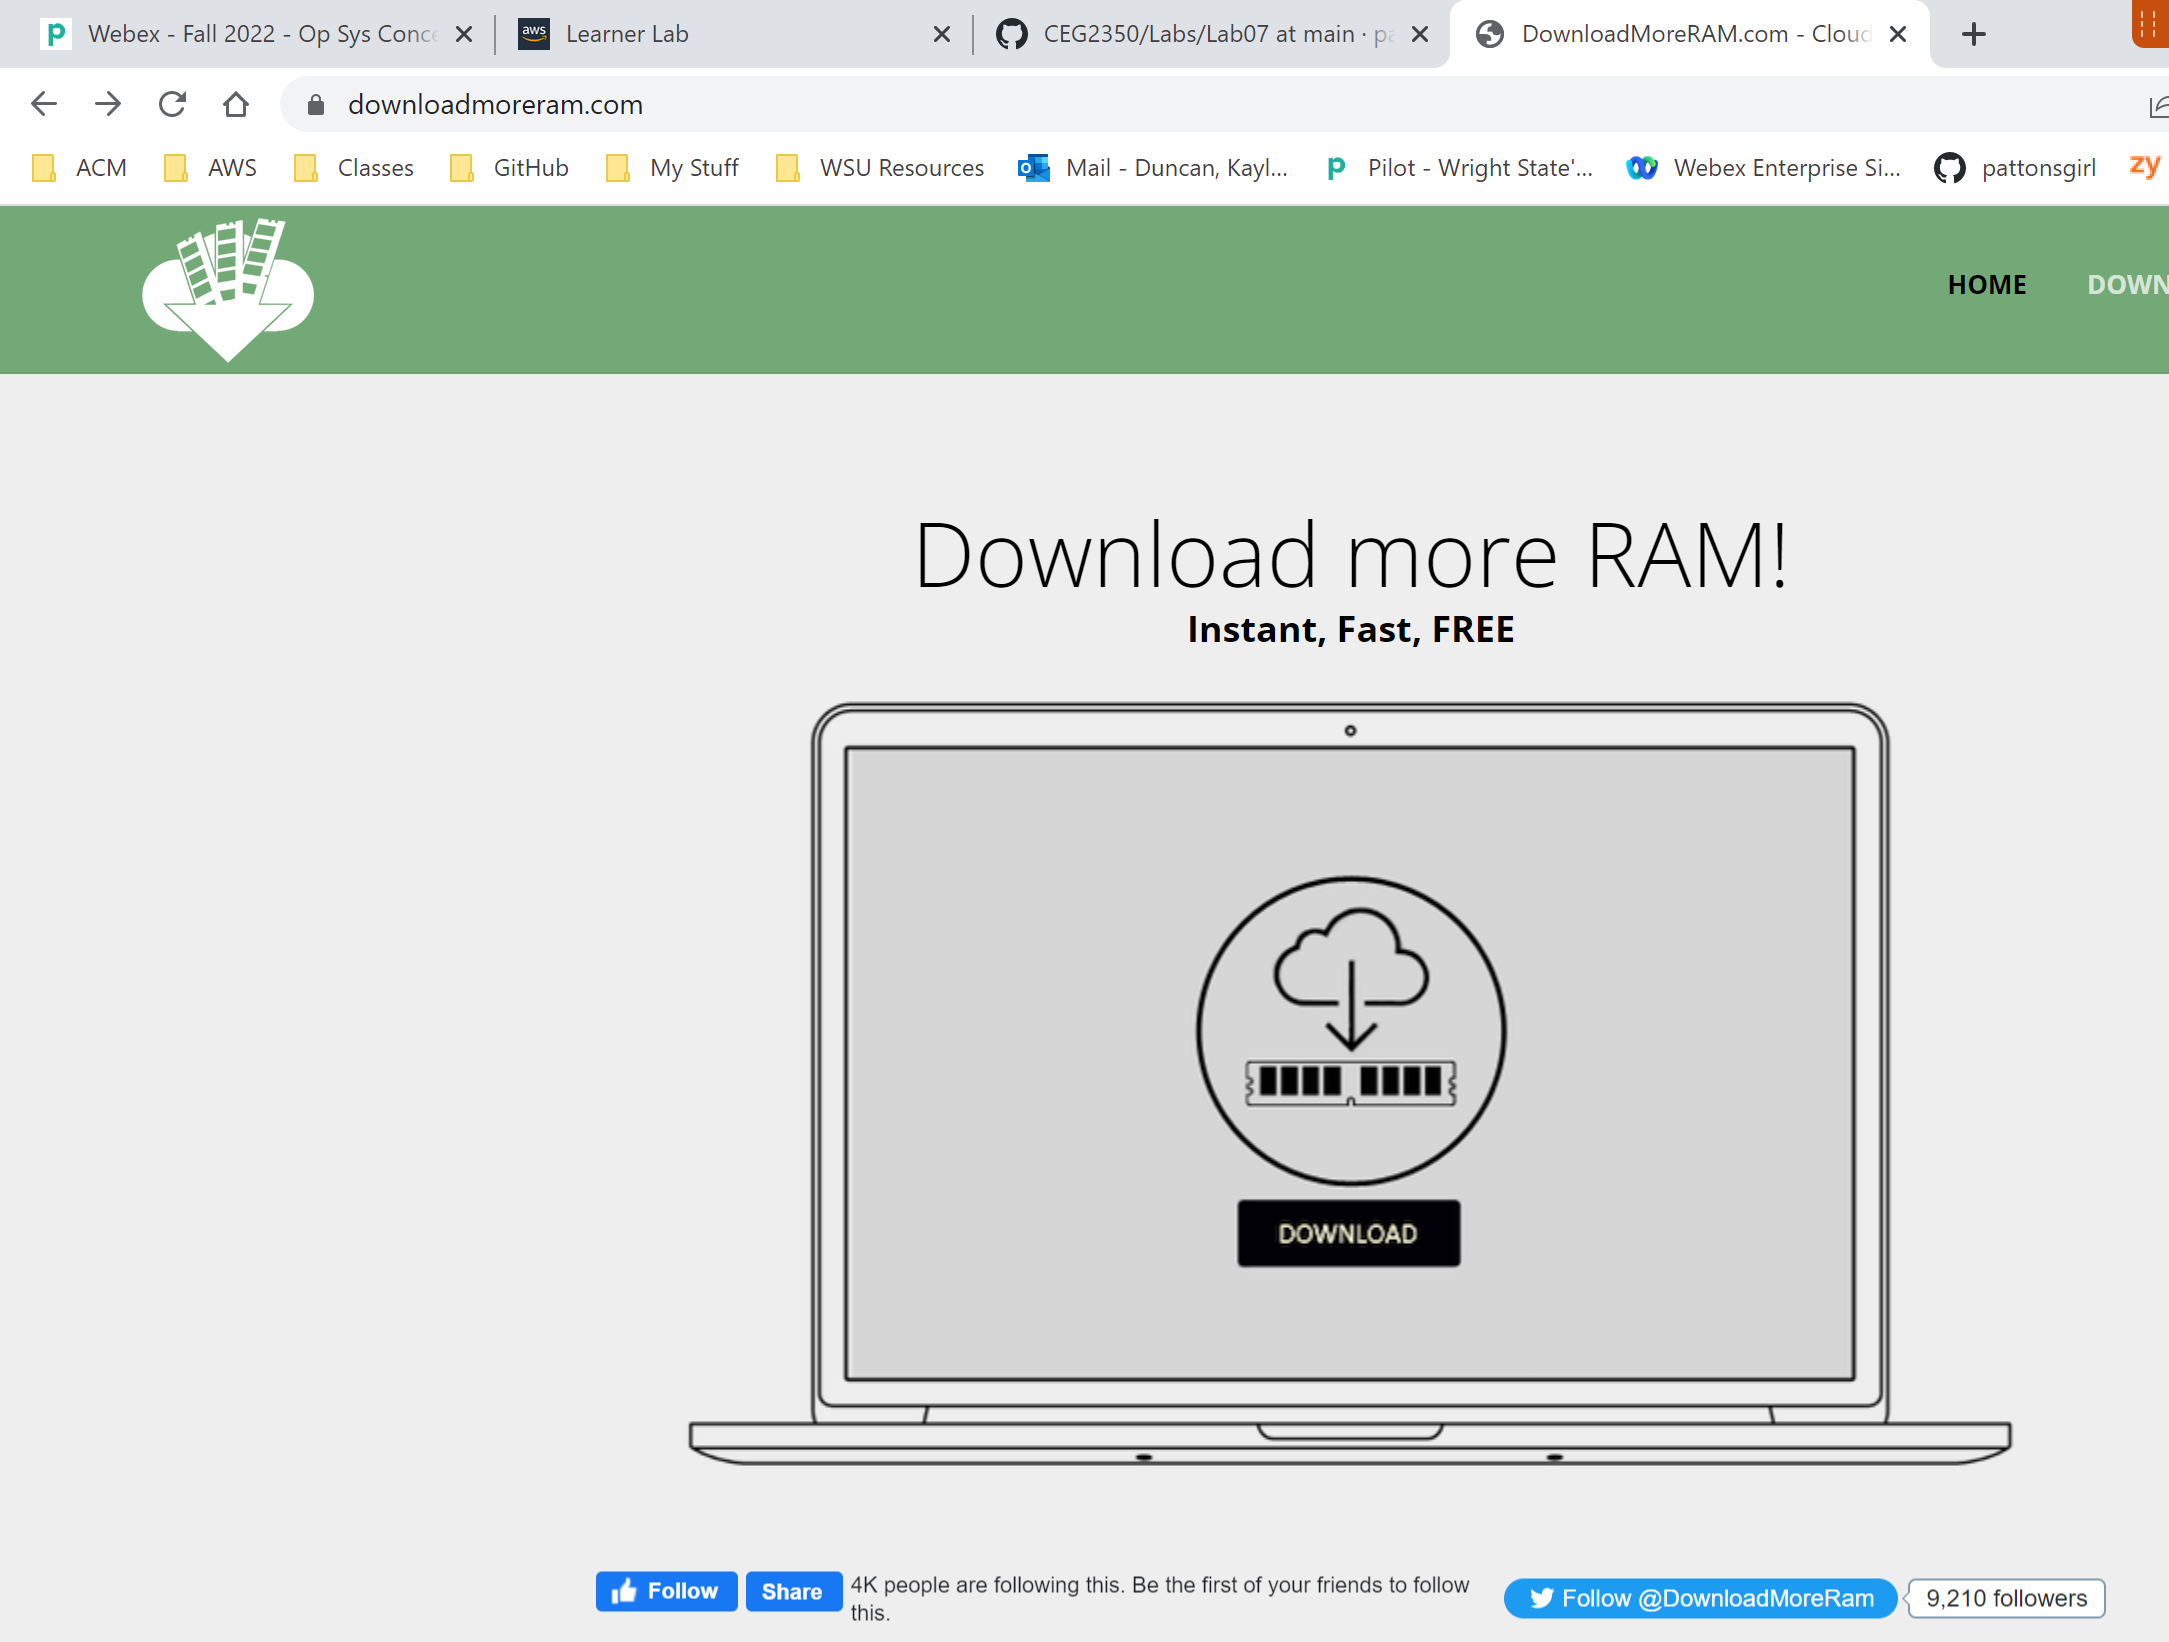 Webex - Fall 2022 - Op Sys Conce
aws Learner Lab
CEG2350/Labs/Lab07 at main · pa
DownloadMoreRAM.com - Cloud
downloadmoreram.com
ACM AWS Classes GitHub My Stuff WSU Resources Mail - Duncan, Kayl... Pilot - Wright State'... Webex Enterprise Si... pattonsgirl zy
HOME DOWN
Download more RAM!
Instant, Fast, FREE
DOWNLOAD
Follow Share 4K people are following this. Be the first of your friends to follow
this.
Follow @DownloadMoreRam 9,210 followers